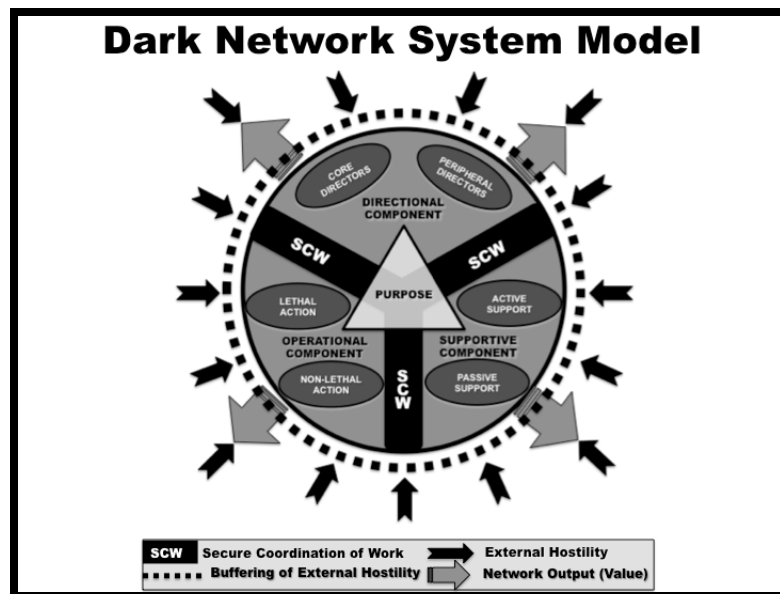 Dark Network System Model
CORE
DIRECTORS
PERIPHERAL
DIRECTORS
DIRECTIONAL
COMPONENT
SCW
SCW
PURPOSE
LETHAL
ACTION
ACTIVE
SUPPORT
OPERATIONAL
COMPONENT
SUPPORTIVE
COMPONENT
NON-LETHAL
ACTION
SCW
PASSIVE
SUPPORT
SCW Secure Coordination of Work
External Hostility
Buffering of External Hostility
Network Output (Value)